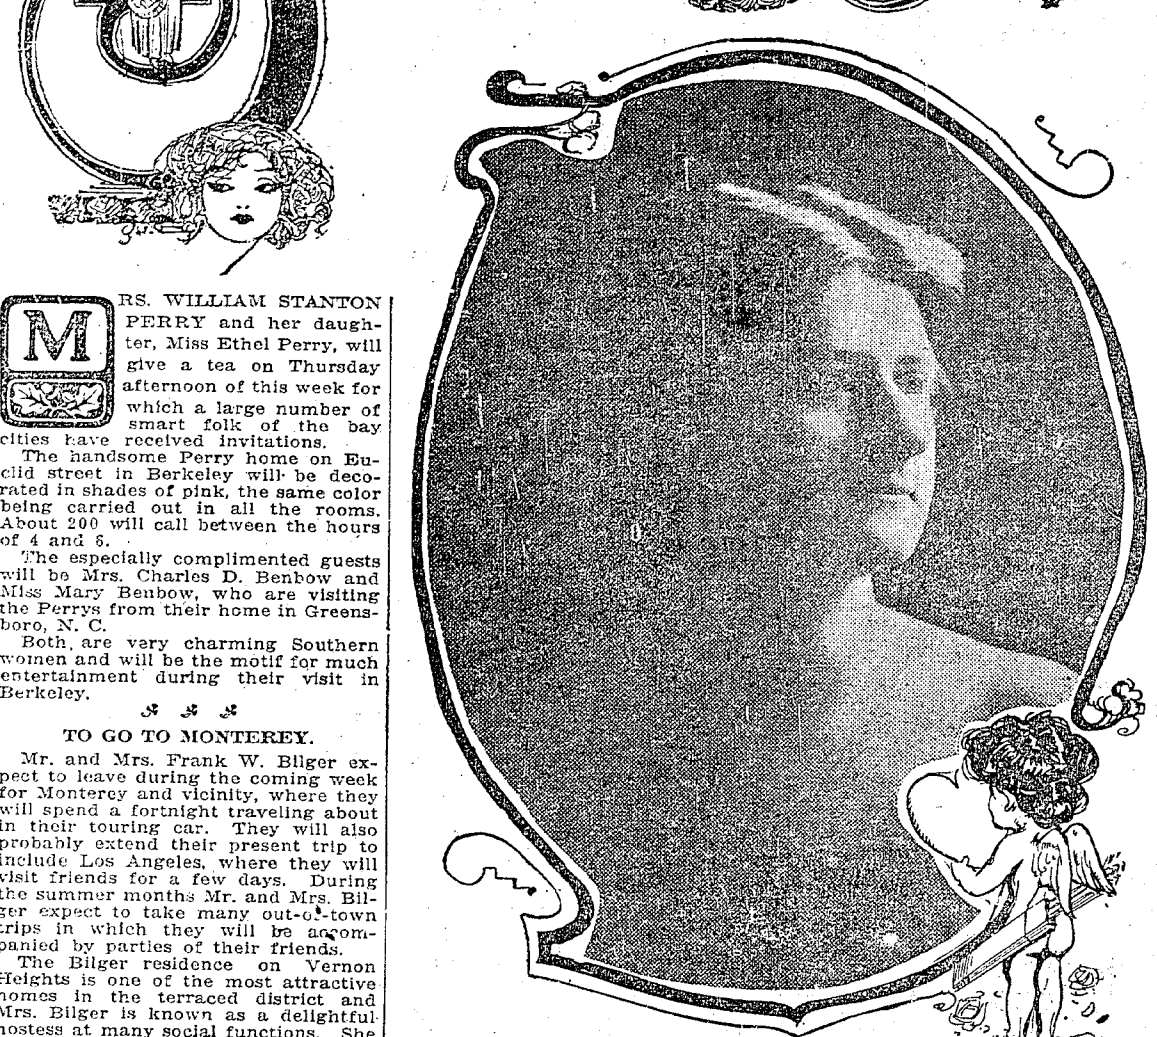 MRS. WILLIAM STANTON
PERRY and her daugh-
ter, Miss Ethel Perry, will
give a tea on Thursday
afternoon of this week for
which a large number of
smart folk of the bay
cities have received invitations.
The handsome Perry home on Eu-
clid street in Berkeley will be deco-
rated in shades of pink, the same color
being carried out in all the rooms.
About 200 will call between the hours
of 4 and 6.
The especially complimented guests
will be Mrs. Charles D. Benbow and
Miss Mary Benbow, who are visiting
the Perrys from their home in Greens-
boro, N. C.
Both are very charming Southern
women and will be the motif for much
entertainment during their visit in
Berkeley.
TO GO TO MONTEREY.
Mr. and Mrs. Frank W. Bilger ex-
pect to leave during the coming week
for Monterey and vicinity, where they
will spend a fortnight traveling about
in their touring car. They will also
probably extend their present trip to
include Los Angeles, where they will
visit friends for a few days. During
the summer months Mr. and Mrs. Bil-
ger expect to take many out-of-town
trips in which they will be accom-
panied by parties of their friends.
The Bilger residence on Vernon
Heights is one of the most attractive
homes in the terraced district and
Mrs. Bilger is known as a delightful
hostess at many social functions. She